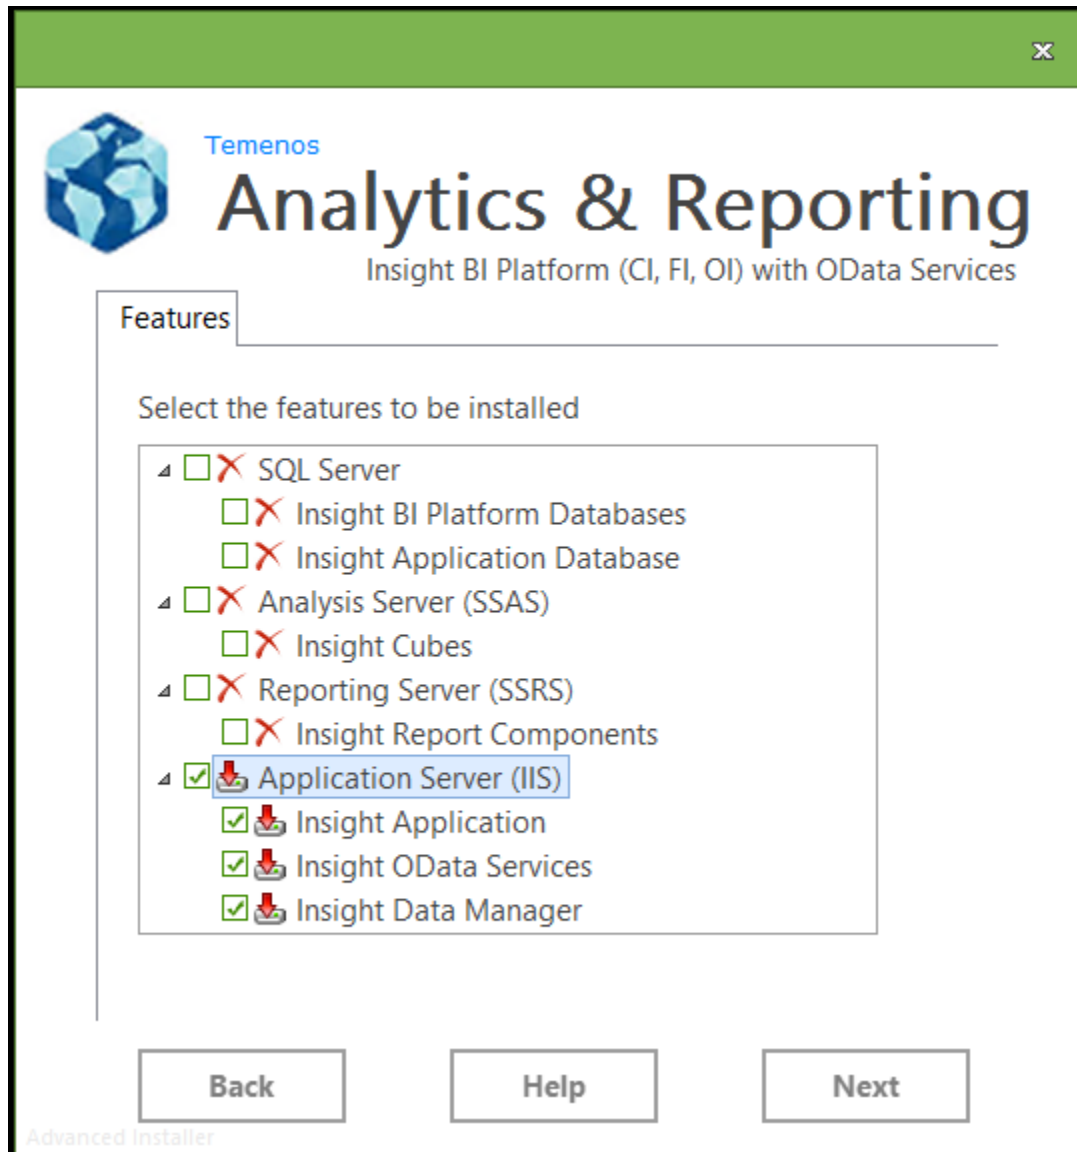 Temenos
Analytics & Reporting
Insight BI Platform (CI, FI, OI) with OData Services
Features
Select the features to be installed
SQL Server
Insight BI Platform Databases
Insight Application Database
Analysis Server (SSAS)
Insight Cubes
Reporting Server (SSRS)
Insight Report Components
Application Server (IIS)
Insight Application
Insight OData Services
Insight Data Manager
Back Help Next
Advanced Installer